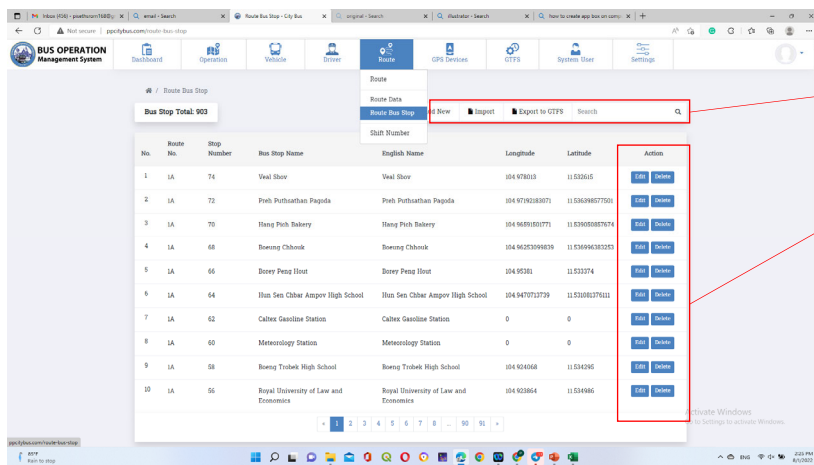 Inbox (456) - psethorom168@g
email - Search
Route Bus Stop - City Bus
original - Search
illustrator - Search
how to create app box on comp
Not secure | ppcitybus.com/route-bus-stop
BUS OPERATION
Management System
Dashboard
Operation
Vehicle
Driver
Route
GPS Devices
GTFS
System User
Settings
Route
Route Data
Route Bus Stop
Shift Number
/ Route Bus Stop
Bus Stop Total: 903
d New Import Export to GTFS Search
No. Route No. Stop Number Bus Stop Name English Name Longitude Latitude Action
1 1A 74 Veal Sbov Veal Sbov 104.978013 11.532615 Edit Delete
2 1A 72 Preh Puthsathan Pagoda Preh Puthsathan Pagoda 104.97192183071 11.536398577501 Edit Delete
3 1A 70 Hang Pich Bakery Hang Pich Bakery 104.96591501771 11.539050857674 Edit Delete
4 1A 68 Boeung Chhouk Boeung Chhouk 104.96253099839 11.536996383253 Edit Delete
5 1A 66 Borey Peng Hout Borey Peng Hout 104.95381 11.533374 Edit Delete
6 1A 64 Hun Sen Chbar Ampov High School Hun Sen Chbar Ampov High School 104.9470713739 11.531081376111 Edit Delete
7 1A 62 Caltex Gasoline Station Caltex Gasoline Station 0 0 Edit Delete
8 1A 60 Meteorology Station Meteorology Station 0 0 Edit Delete
9 1A 58 Boeng Trobek High School Boeng Trobek High School 104.924068 11.534295 Edit Delete
10 1A 56 Royal University of Law and Economics Royal University of Law and Economics 104.923864 11.534986 Edit Delete
« 1 2 3 4 5 6 7 8 ... 90 91 »
Activate Windows
Go to Settings to activate Windows.
ppcitybus.com/route-bus-stop
85°F
Rain to stop
ENG
2:25 PM
8/1/2022